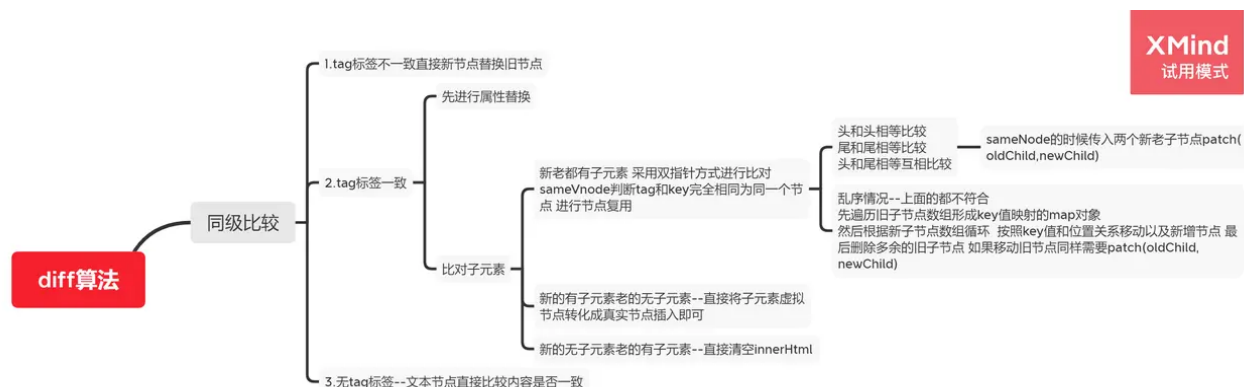 XMind
试用模式
1.tag标签不一致直接新节点替换旧节点
先进行属性替换
头和头相等比较
尾和尾相等比较
头和尾相等互相比较
sameNode的时候传入两个新老子节点patch(
oldChild,newChild)
新老都有子元素 采用双指针方式进行比对
sameVnode判断tag和key完全相同为同一个节
点 进行节点复用
2.tag标签一致
乱序情况--上面的都不符合
先遍历旧子节点数组形成key值映射的map对象
然后根据新子节点数组循环 按照key值和位置关系移动以及新增节点 最
后删除多余的旧子节点 如果移动旧节点同样需要patch(oldChild,
newChild)
同级比较
比对子元素
diff算法
新的有子元素老的无子元素--直接将子元素虚拟
节点转化成真实节点插入即可
新的无子元素老的有子元素--直接清空innerHtml
3.无tag标签--文本节点直接比较内容是否一致